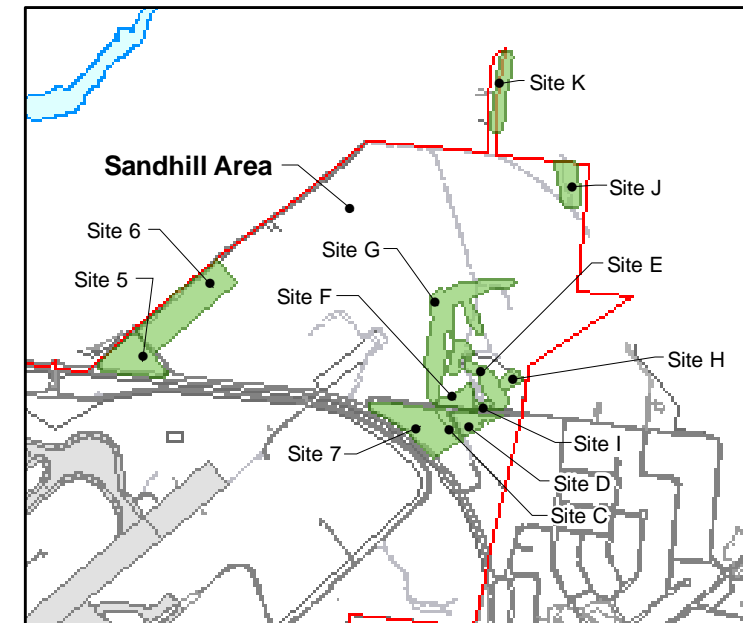 Site K
Sandhill Area
Site J
Site 6
Site G
Site E
Site 5
Site F
Site H
Site I
Site 7
Site D
Site C